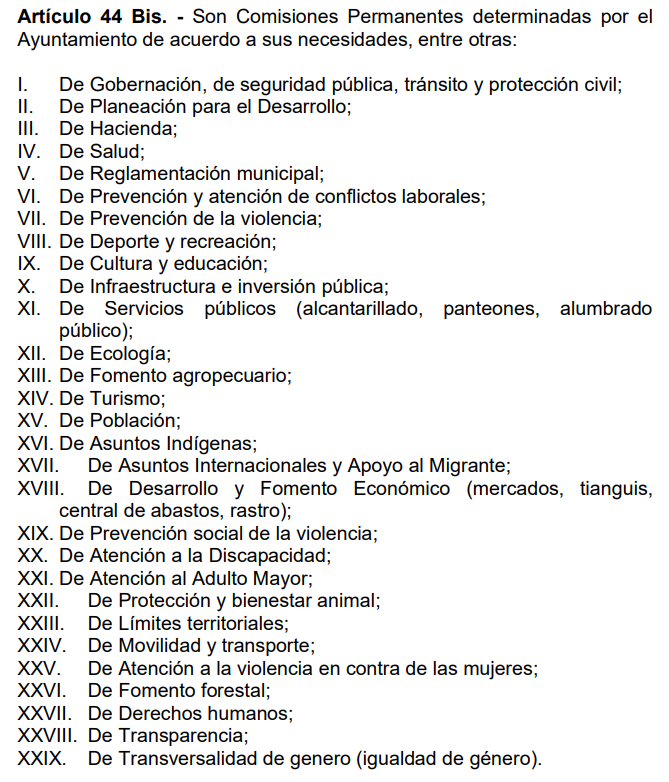 Artículo 44 Bis. - Son Comisiones Permanentes determinadas por el
Ayuntamiento de acuerdo a sus necesidades, entre otras:
I. De Gobernación, de seguridad pública, tránsito y protección civil;
II. De Planeación para el Desarrollo;
III. De Hacienda;
IV. De Salud;
V. De Reglamentación municipal;
VI. De Prevención y atención de conflictos laborales;
VII. De Prevención de la violencia;
VIII. De Deporte y recreación;
IX. De Cultura y educación;
X. De Infraestructura e inversión pública;
XI. De Servicios públicos (alcantarillado, panteones, alumbrado
público);
XII. De Ecología;
XIII. De Fomento agropecuario;
XIV. De Turismo;
XV. De Población;
XVI. De Asuntos Indígenas;
XVII. De Asuntos Internacionales y Apoyo al Migrante;
XVIII. De Desarrollo y Fomento Económico (mercados, tianguis,
central de abastos, rastro);
XIX. De Prevención social de la violencia;
XX. De Atención a la Discapacidad;
XXI. De Atención al Adulto Mayor;
XXII. De Protección y bienestar animal;
XXIII. De Límites territoriales;
XXIV. De Movilidad y transporte;
XXV. De Atención a la violencia en contra de las mujeres;
XXVI. De Fomento forestal;
XXVII. De Derechos humanos;
XXVIII. De Transparencia;
XXIX. De Transversalidad de genero (igualdad de género).